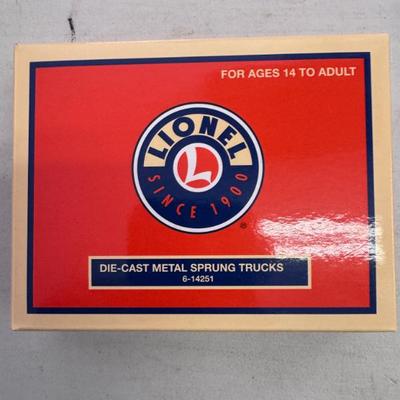 FOR AGES 14 TO ADULT
LIONEL
L
SINCE 1900
®
DIE-CAST METAL SPRUNG TRUCKS
6-14251